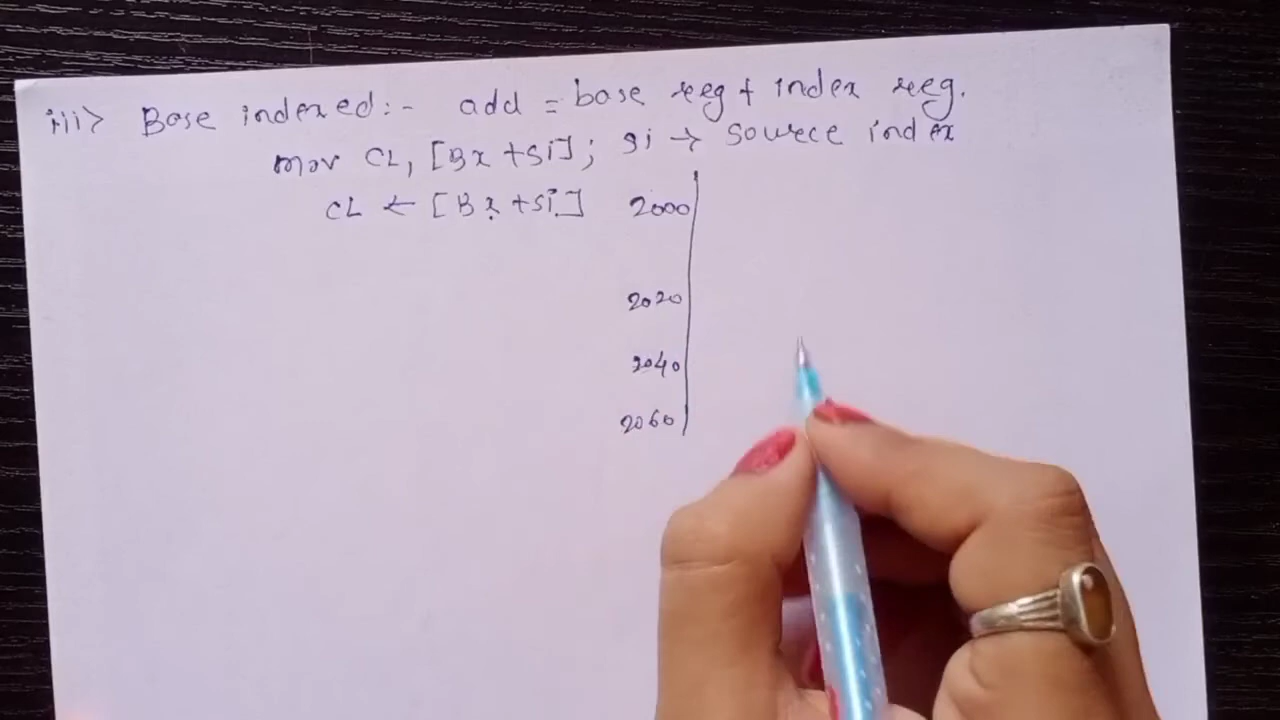 iii> Base indexed:- add = base reg + index reg.
mov CL, [Bx +si]; si → source index
CL ← [Bx +si]
2000
2020
2040
2060